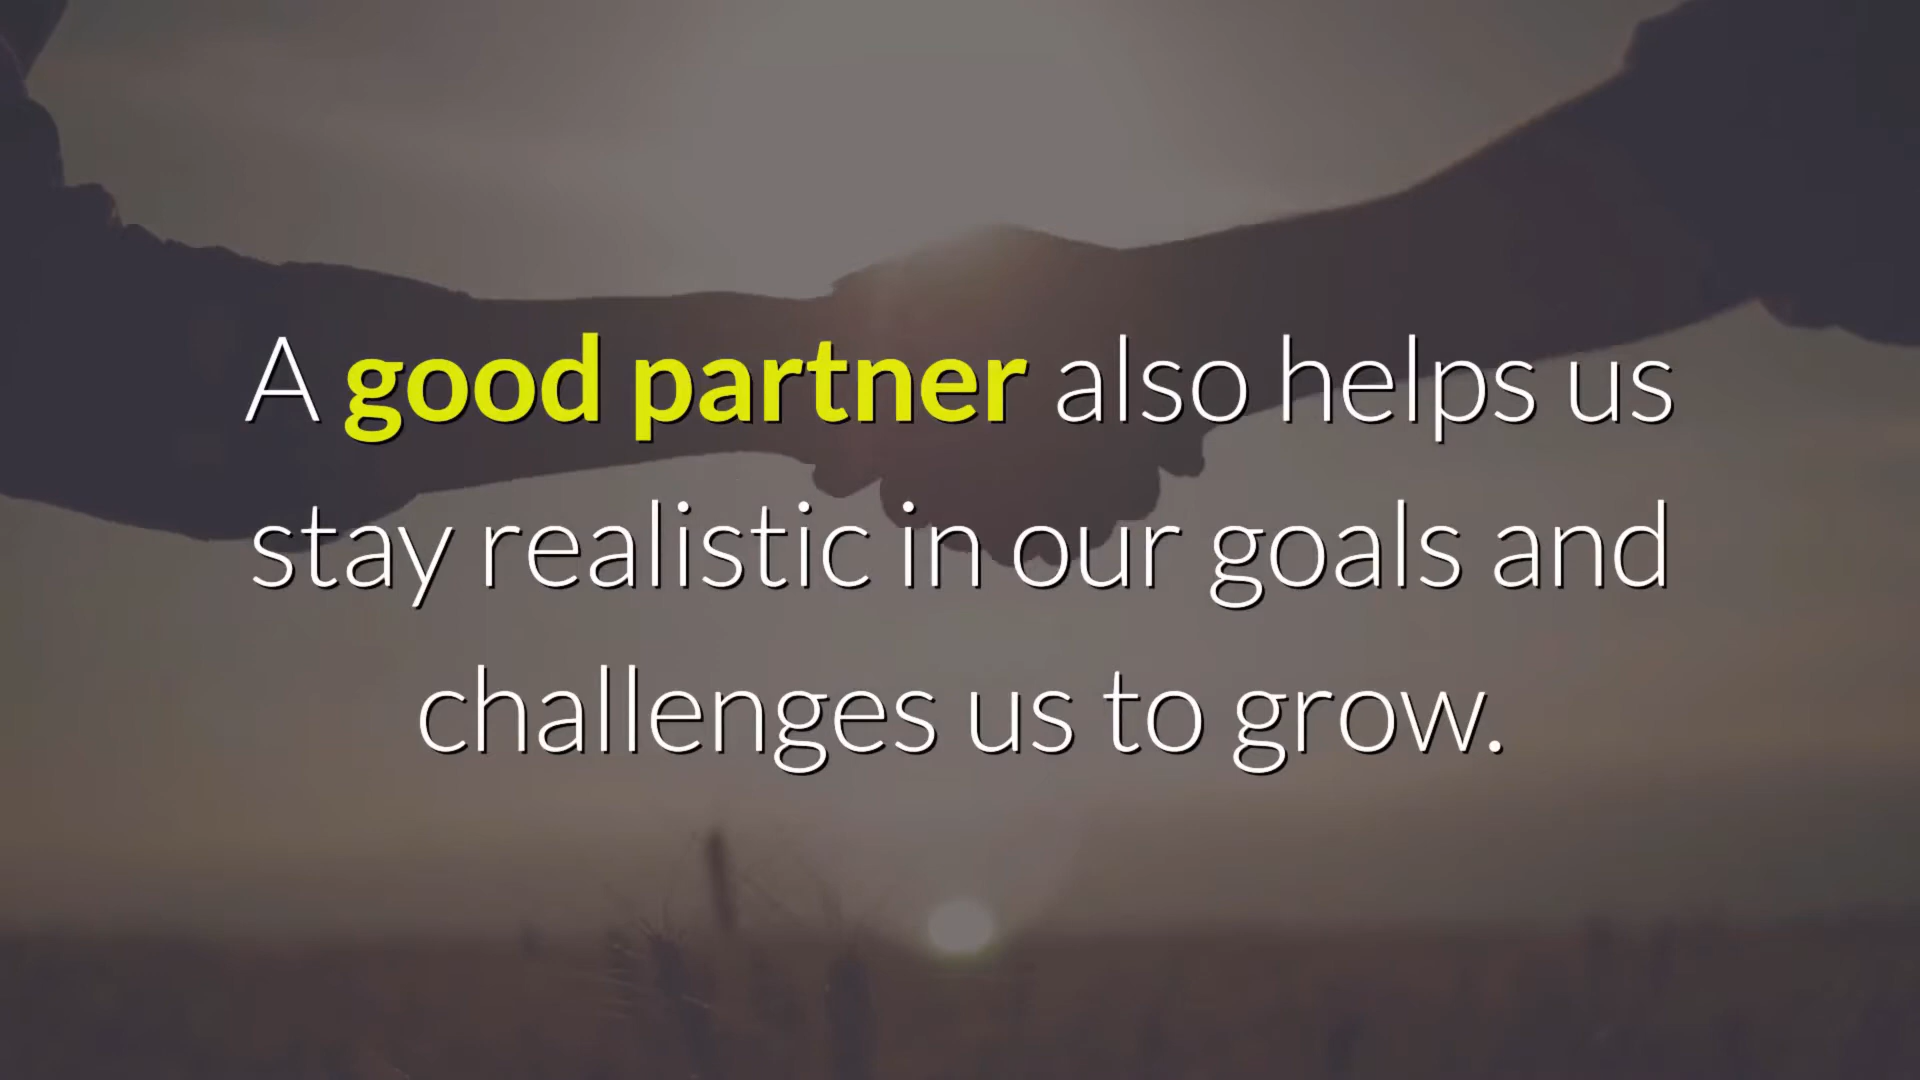 A good partner also helps us
stay realistic in our goals and
challenges us to grow.